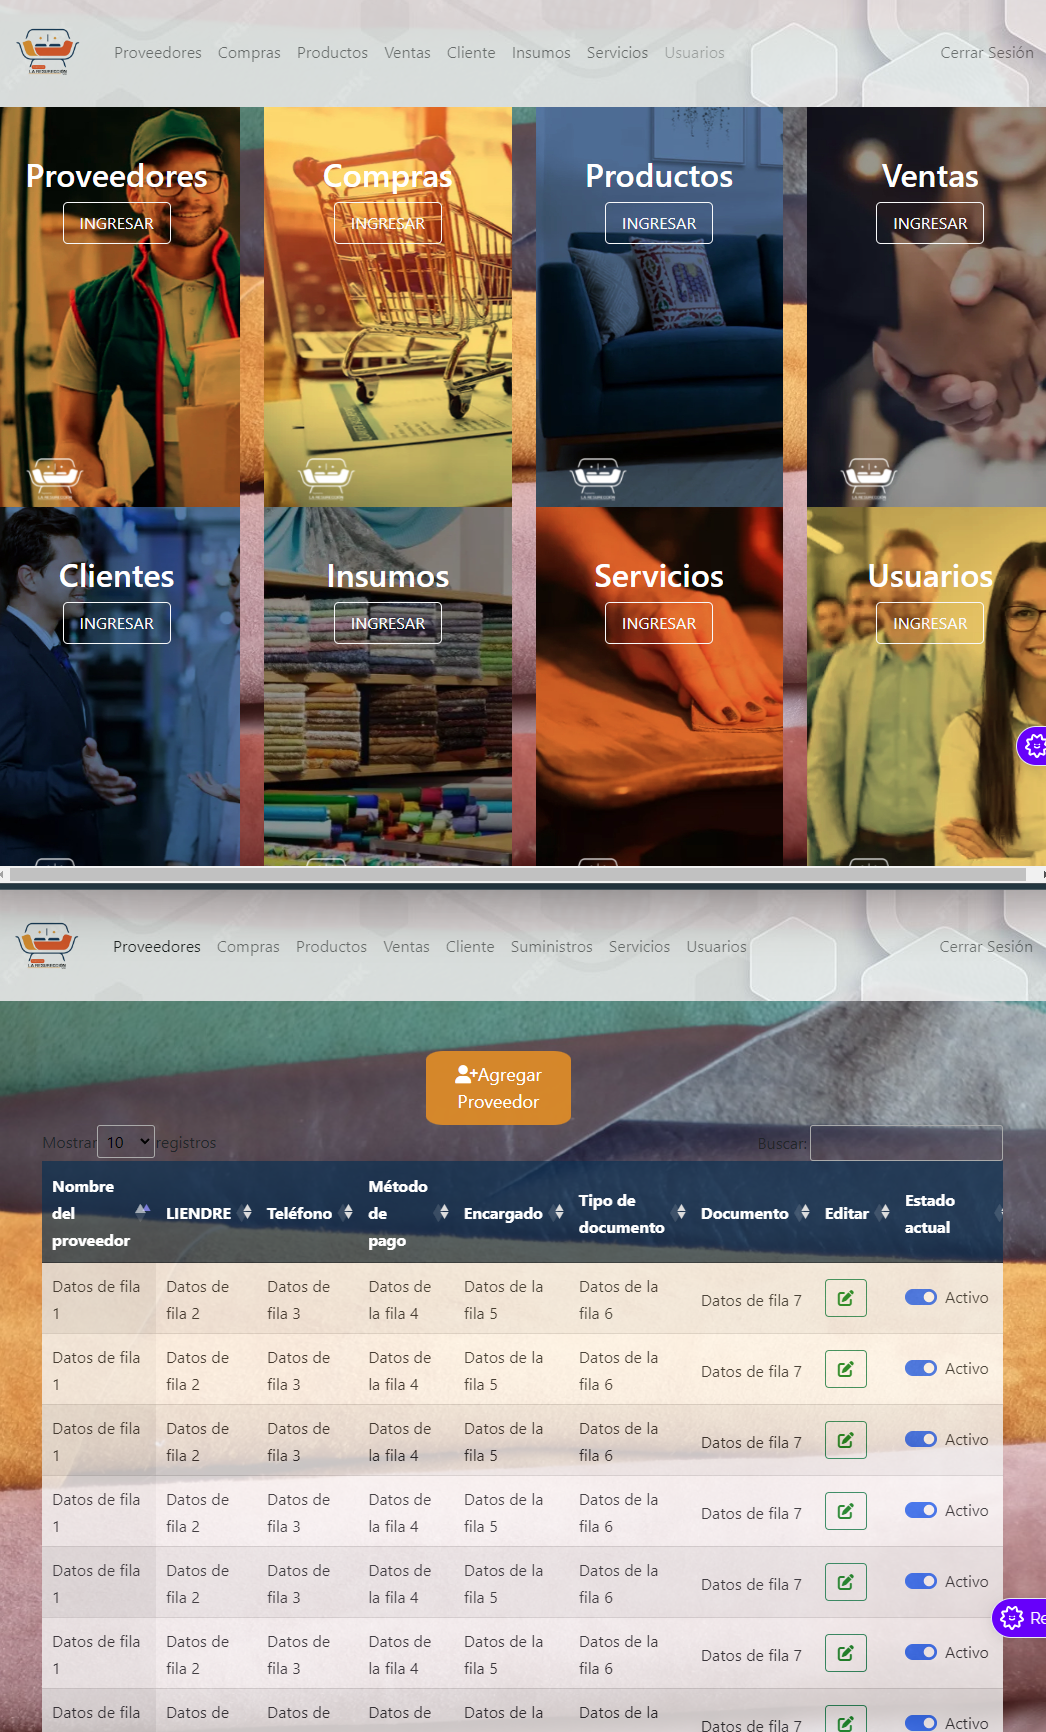 LA RESURECCIÓN
Proveedores Compras Productos Ventas Cliente Insumos Servicios Usuarios Cerrar Sesión
Proveedores Compras Productos Ventas
INGRESAR INGRESAR INGRESAR INGRESAR
LA RESURECCIÓN LA RESURECCIÓN LA RESURECCIÓN
Clientes Insumos Servicios Usuarios
INGRESAR INGRESAR INGRESAR INGRESAR
LA RESURECCIÓN
Proveedores Compras Productos Ventas Cliente Suministros Servicios Usuarios Cerrar Sesión
Agregar
Proveedor
Mostrar 10 registros Buscar:
Nombre del proveedor LIENDRE Teléfono Método de pago Encargado Tipo de documento Documento Editar Estado actual
Datos de fila 1 Datos de fila 2 Datos de fila 3 Datos de la fila 4 Datos de la fila 5 Datos de la fila 6 Datos de fila 7 Activo
Datos de fila 1 Datos de fila 2 Datos de fila 3 Datos de la fila 4 Datos de la fila 5 Datos de la fila 6 Datos de fila 7 Activo
Datos de fila 1 Datos de fila 2 Datos de fila 3 Datos de la fila 4 Datos de la fila 5 Datos de la fila 6 Datos de fila 7 Activo
Datos de fila 1 Datos de fila 2 Datos de fila 3 Datos de la fila 4 Datos de la fila 5 Datos de la fila 6 Datos de fila 7 Activo
Datos de fila 1 Datos de fila 2 Datos de fila 3 Datos de la fila 4 Datos de la fila 5 Datos de la fila 6 Datos de fila 7 Activo
Re
Datos de fila 1 Datos de fila 2 Datos de fila 3 Datos de la fila 4 Datos de la fila 5 Datos de la fila 6 Datos de fila 7 Activo
Datos de fila Datos de Datos de Datos de Datos de la Datos de la Datos de fila 7 Activo